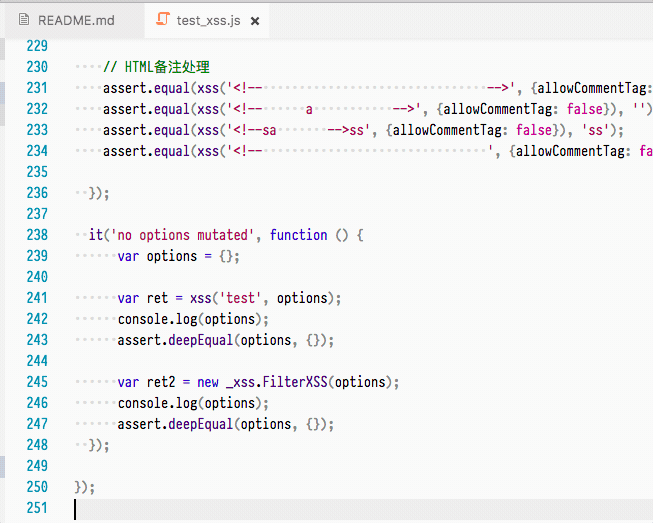 README.md test_xss.js
229
230 // HTML备注处理
231 assert.equal(xss('<!-- -->', {allowCommentTag:
232 assert.equal(xss('<!-- a -->', {allowCommentTag: false}), '')
233 assert.equal(xss('<!--sa -->ss', {allowCommentTag: false}), 'ss');
234 assert.equal(xss('<!-- ', {allowCommentTag: fa
235
236 });
237
238 it('no options mutated', function () {
239 var options = {};
240
241 var ret = xss('test', options);
242 console.log(options);
243 assert.deepEqual(options, {});
244
245 var ret2 = new _xss.FilterXSS(options);
246 console.log(options);
247 assert.deepEqual(options, {});
248 });
249
250 });
251